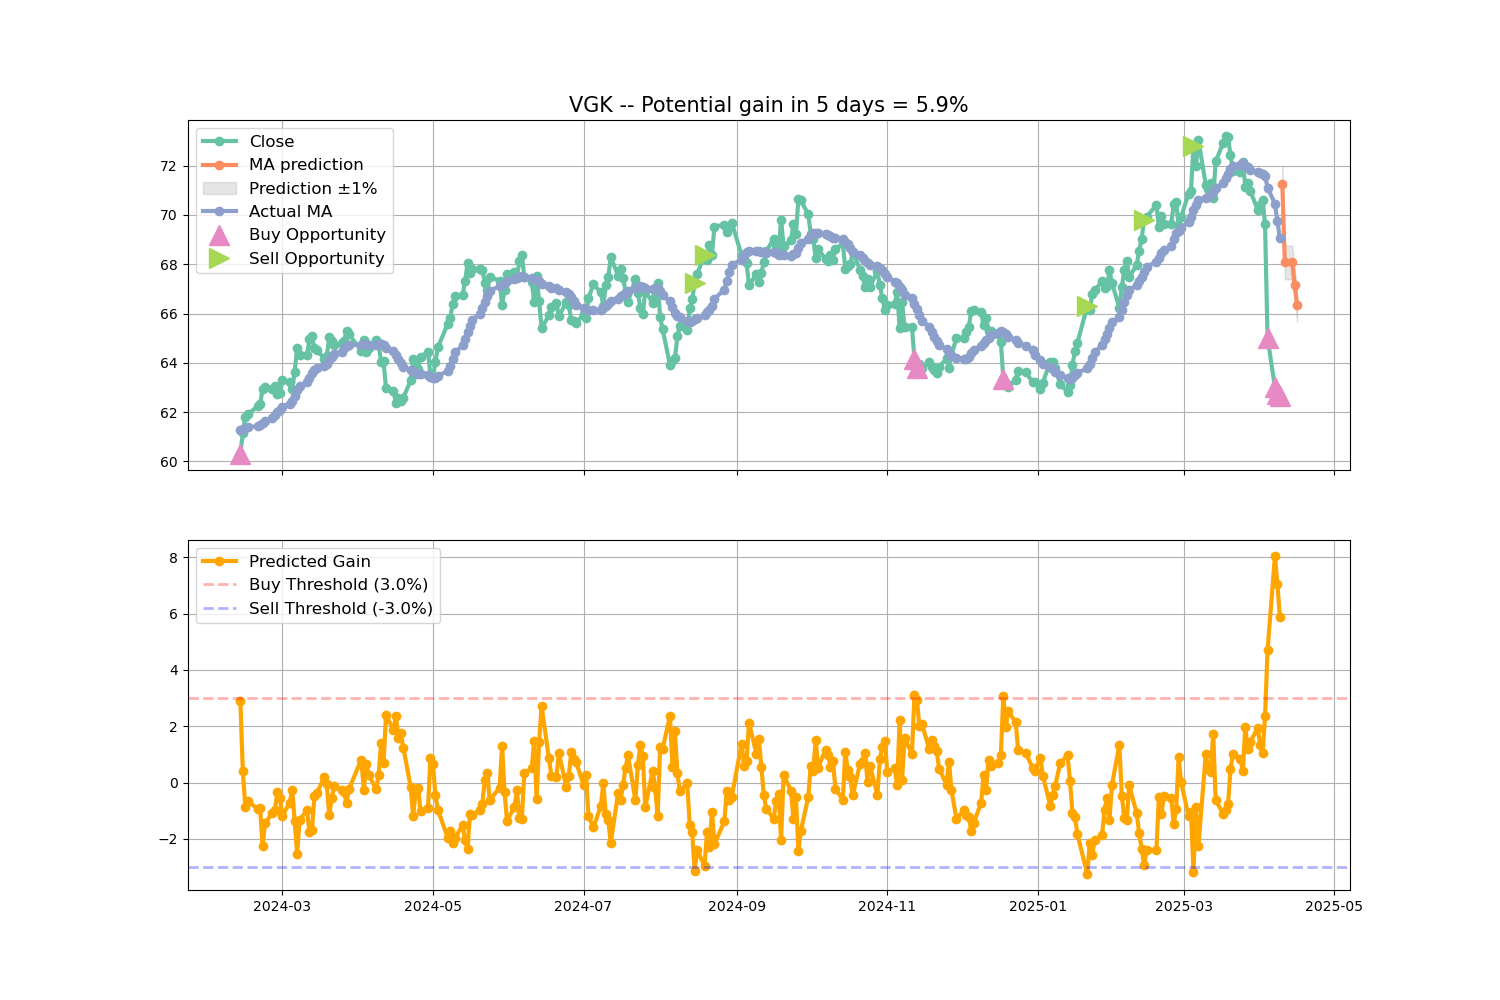 VGK -- Potential gain in 5 days = 5.9%
Close
MA prediction
Prediction ±1%
Actual MA
Buy Opportunity
Sell Opportunity
72
70
68
66
64
62
60
Predicted Gain
Buy Threshold (3.0%)
Sell Threshold (-3.0%)
8
6
4
2
0
−2
2024-03 2024-05 2024-07 2024-09 2024-11 2025-01 2025-03 2025-05